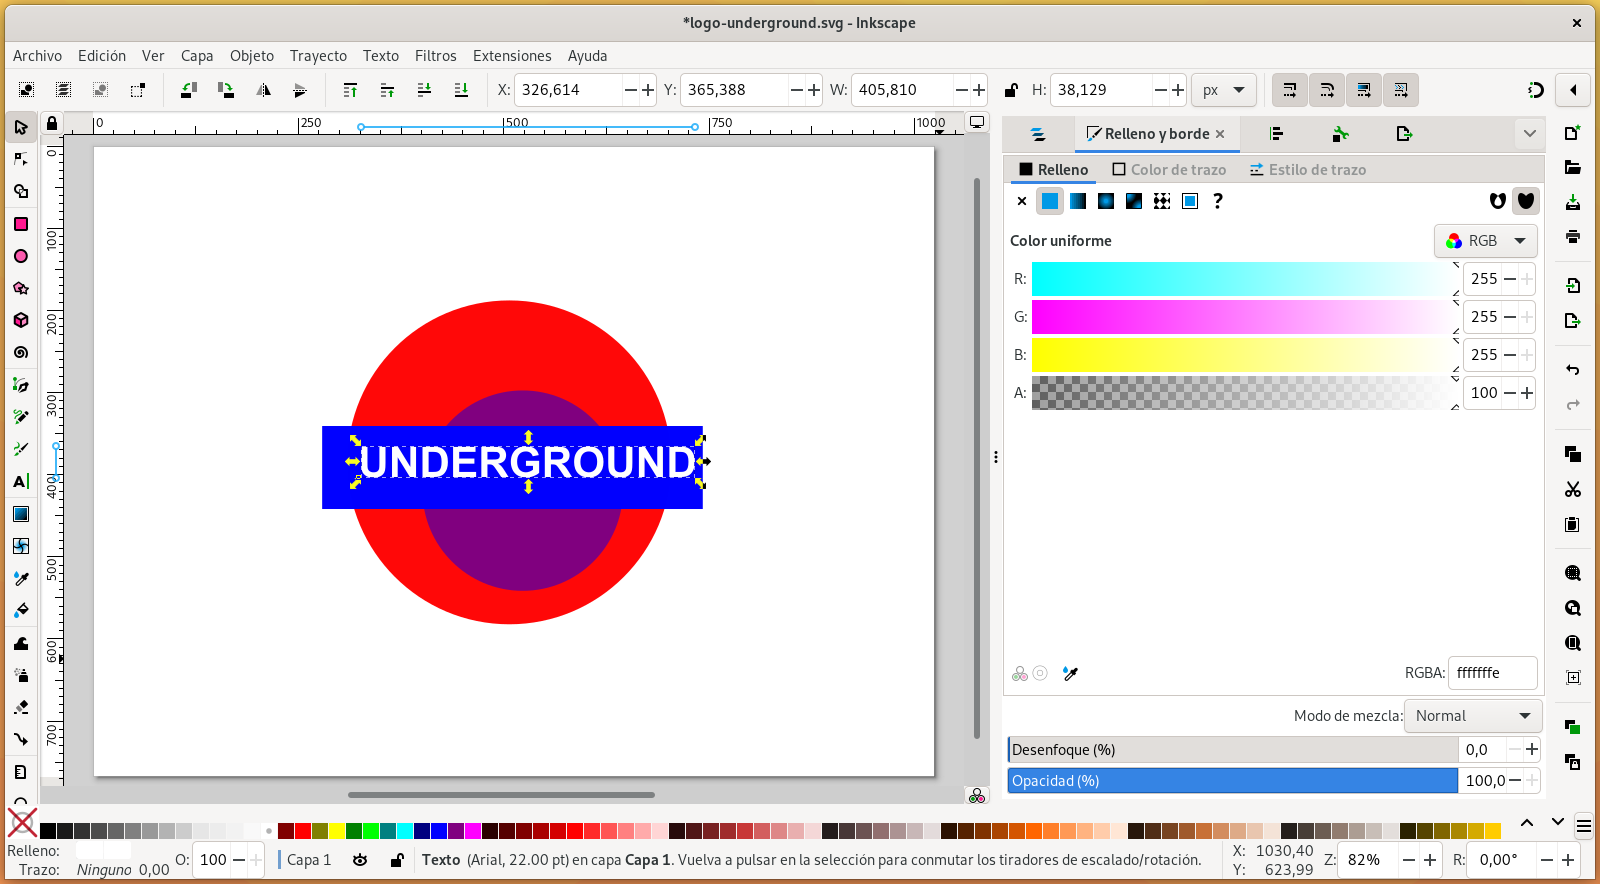 *logo-underground.svg - Inkscape
Archivo Edición Ver Capa Objeto Trayecto Texto Filtros Extensiones Ayuda
X: 326,614 Y: 365,388 W: 405,810 H: 38,129 px
0 250 500 750 1000
Relleno y borde
0 100 200 300 400 500 600 700
Relleno Color de trazo Estilo de trazo
?
Color uniforme RGB
R: 255
G: 255
B: 255
A: 100
UNDERGROUND
A
RGBA: fffffffe
Modo de mezcla: Normal
Desenfoque (%) 0,0
Opacidad (%) 100,0
Relleno:
Trazo: Ninguno 0,00
O: 100
Capa 1
Texto (Arial, 22.00 pt) en capa Capa 1. Vuelva a pulsar en la selección para conmutar los tiradores de escalado/rotación.
X: 1030,40
Y: 623,99
Z: 82%
R: 0,00°